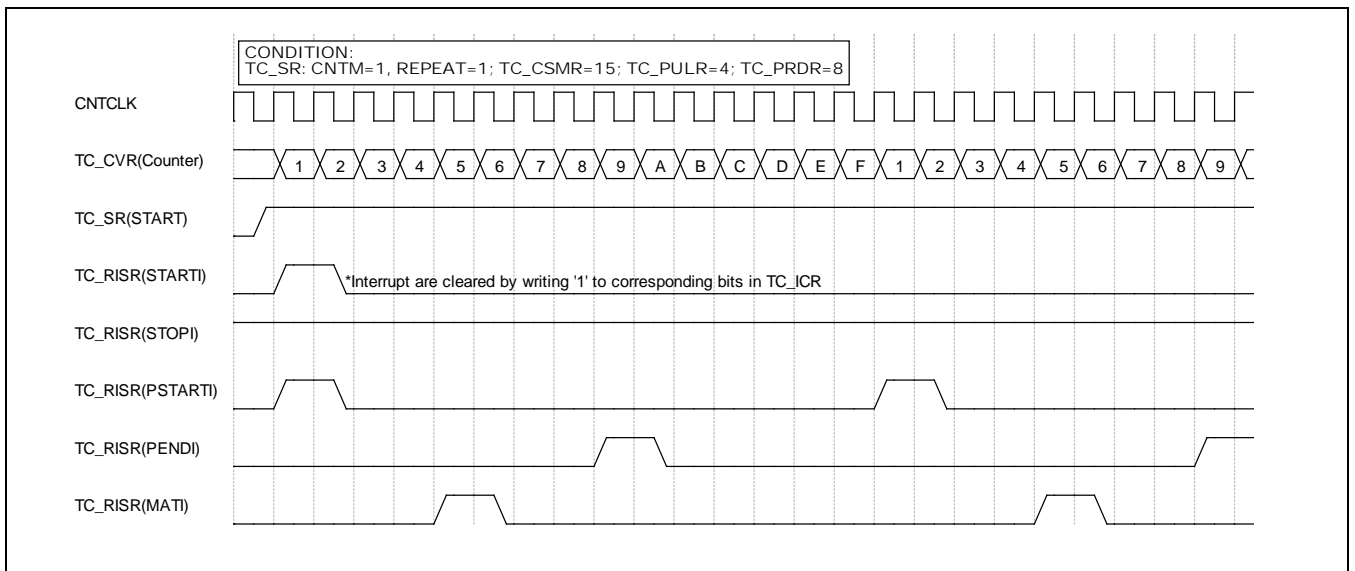 CONDITION:
TC_SR: CNTM=1, REPEAT=1; TC_CSMR=15; TC_PULR=4; TC_PRDR=8
CNTCLK
TC_CVR(Counter) 1 2 3 4 5 6 7 8 9 A B C D E F 1 2 3 4 5 6 7 8 9
TC_SR(START)
TC_RISR(STARTI) *Interrupt are cleared by writing '1' to corresponding bits in TC_ICR
TC_RISR(STOPI)
TC_RISR(PSTARTI)
TC_RISR(PENDI)
TC_RISR(MATI)